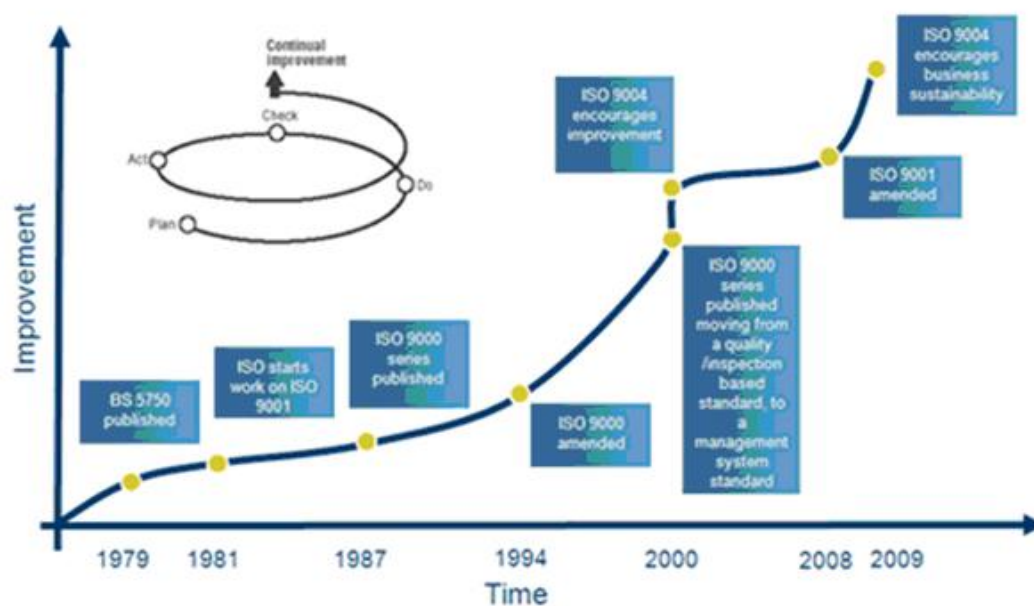 Continual
improvement
Check
Act
Do
Plan
ISO 9004
encourages
business
sustainability
ISO 9004
encourages
improvement
ISO 9001
amended
ISO 9000
series
published
moving from
a quality
/inspection
based
standard, to
a
management
system
standard
ISO 9000
series
published
ISO starts
work on ISO
9001
BS 5750
published
ISO 9000
amended
Improvement
1979
1981
1987
1994
2000
2008
2009
Time